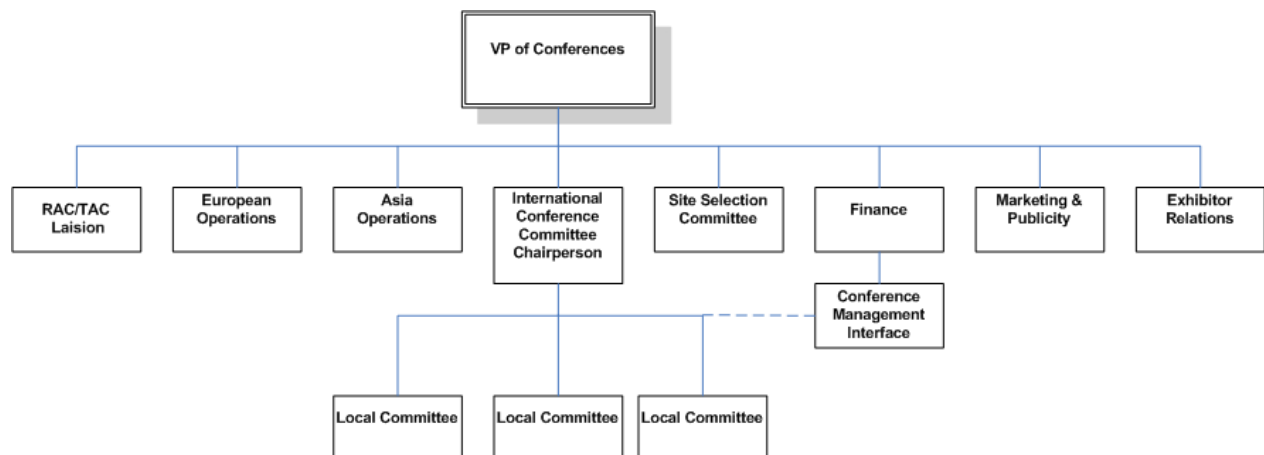 VP of Conferences
RAC/TAC
Laision
European
Operations
Asia
Operations
International
Conference
Committee
Chairperson
Site Selection
Committee
Finance
Marketing &
Publicity
Exhibitor
Relations
Conference
Management
Interface
Local Committee
Local Committee
Local Committee